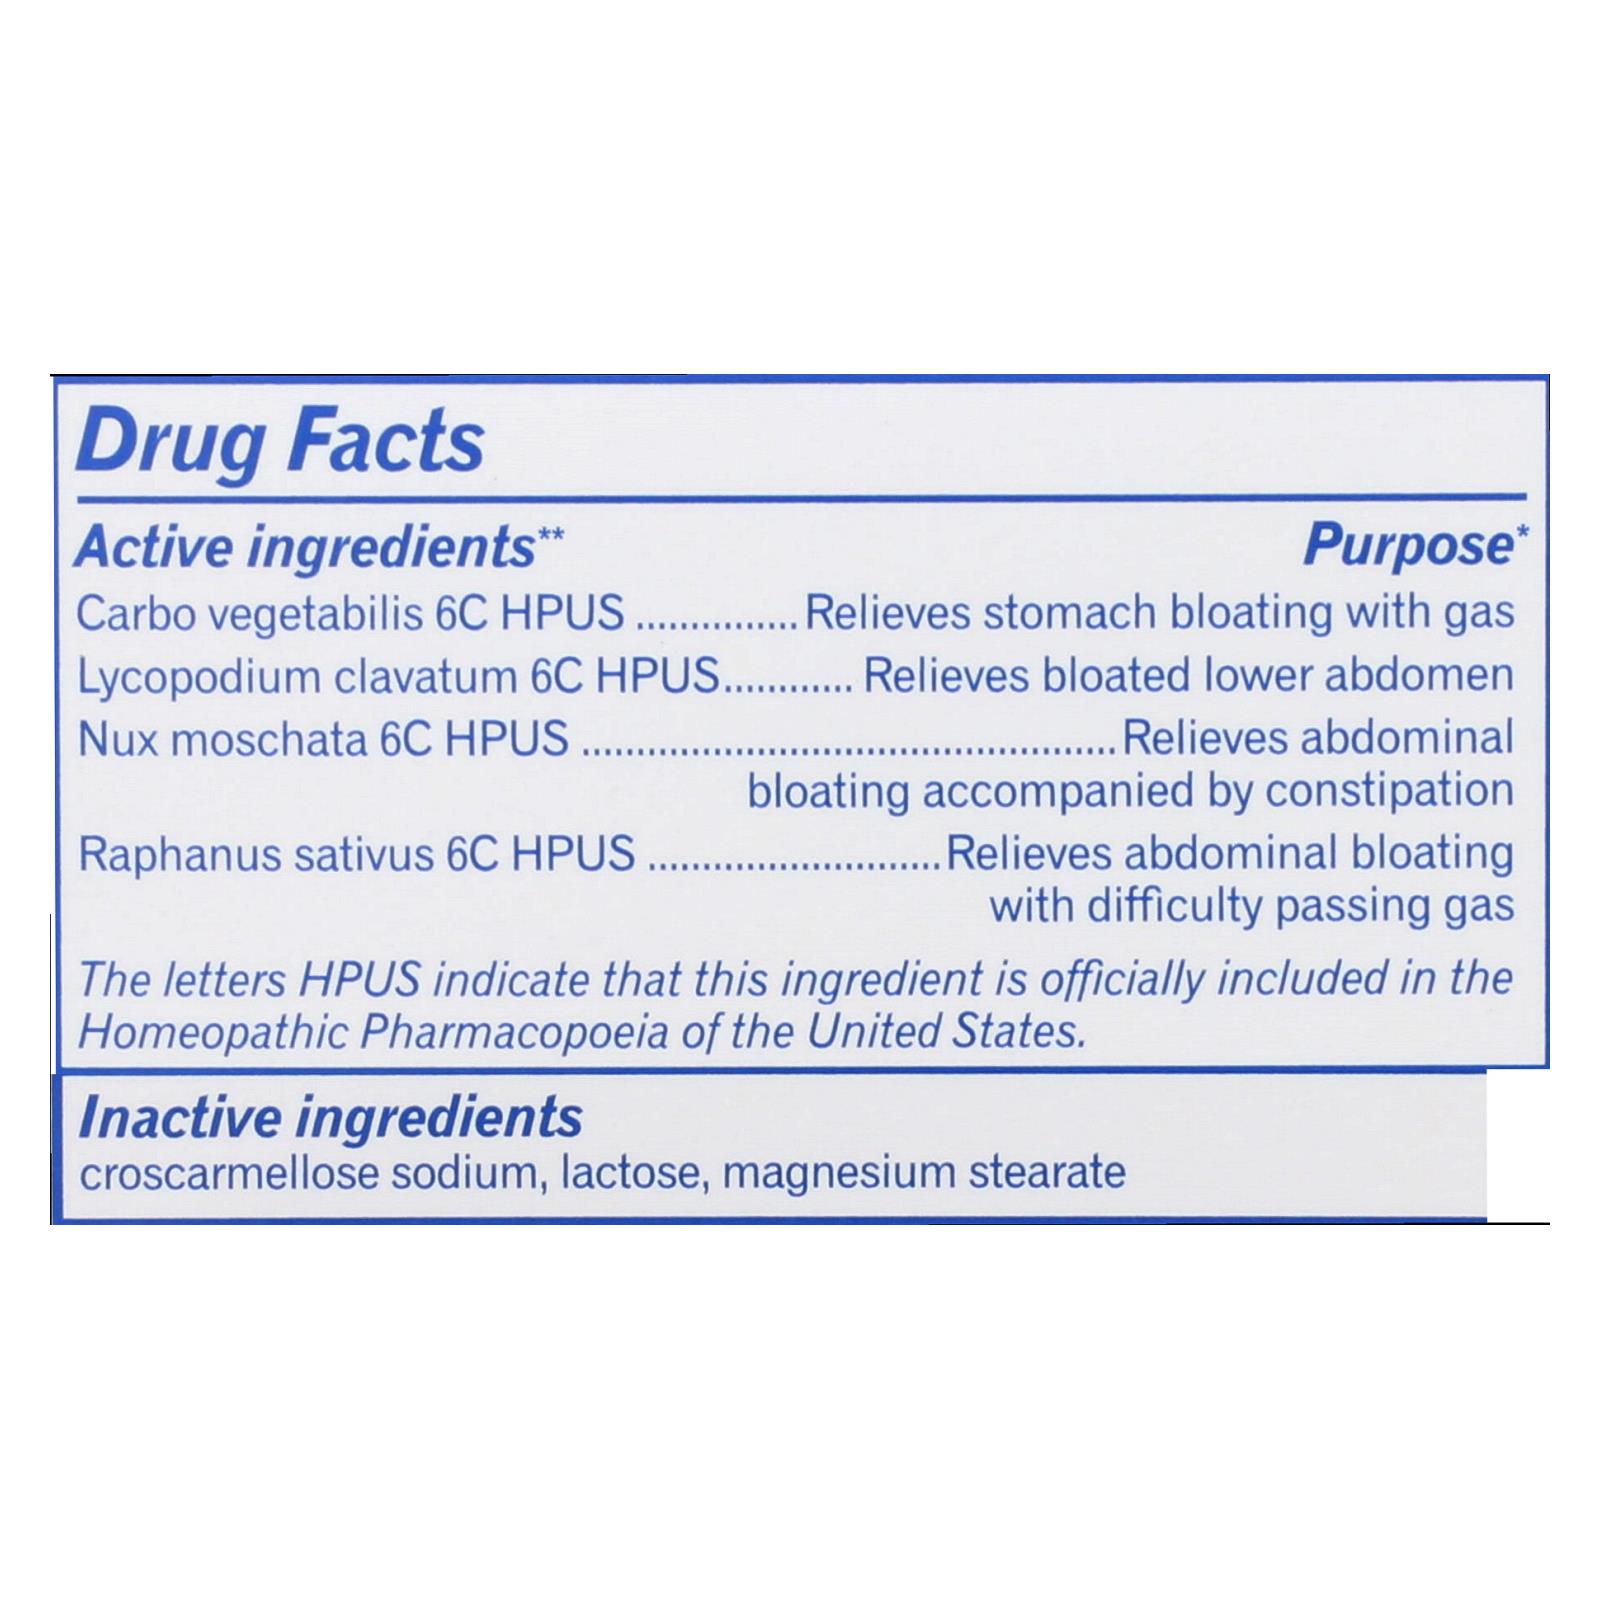 Drug Facts
Active ingredients** Purpose*
Carbo vegetabilis 6C HPUS ............... Relieves stomach bloating with gas
Lycopodium clavatum 6C HPUS............ Relieves bloated lower abdomen
Nux moschata 6C HPUS ................................................. Relieves abdominal
bloating accompanied by constipation
Raphanus sativus 6C HPUS ........................... Relieves abdominal bloating
with difficulty passing gas
The letters HPUS indicate that this ingredient is officially included in the
Homeopathic Pharmacopoeia of the United States.
Inactive ingredients
croscarmellose sodium, lactose, magnesium stearate